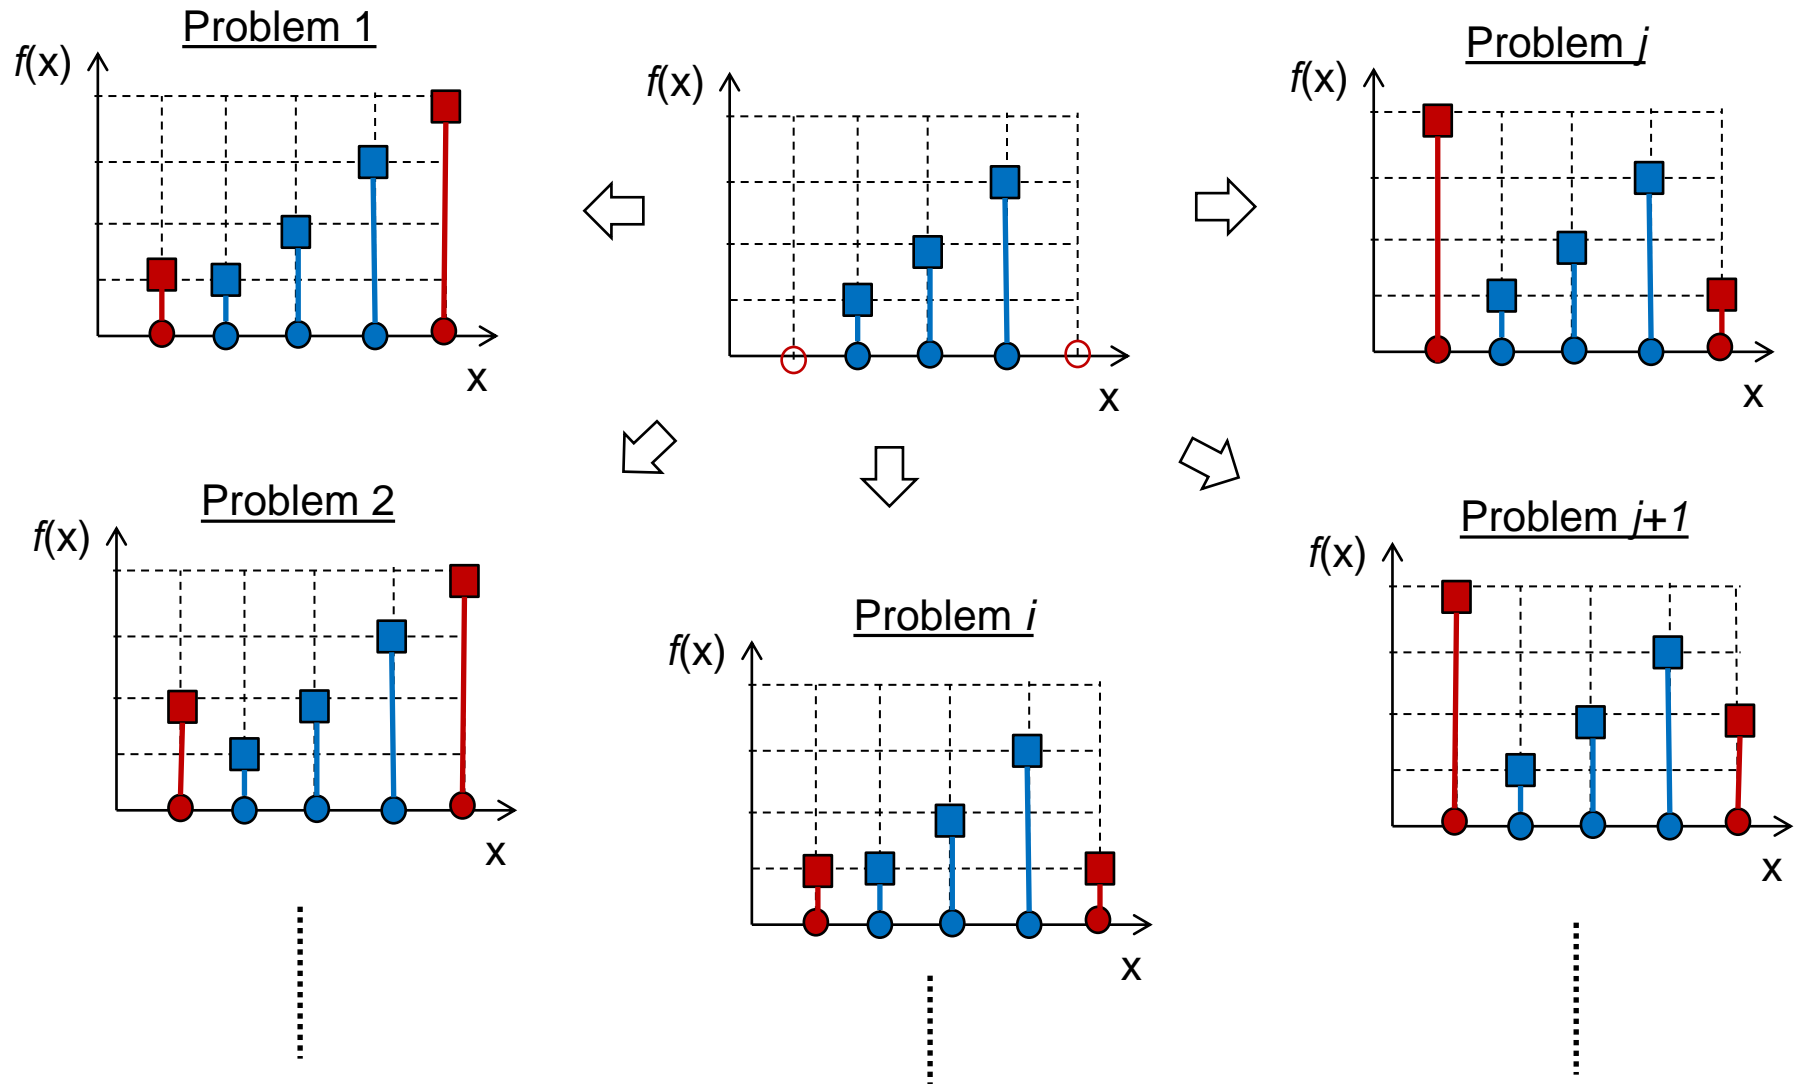 Problem 1
f(x)
x
f(x)
x
Problem j
f(x)
x
Problem 2
f(x)
x
Problem i
f(x)
x
Problem j+1
f(x)
x